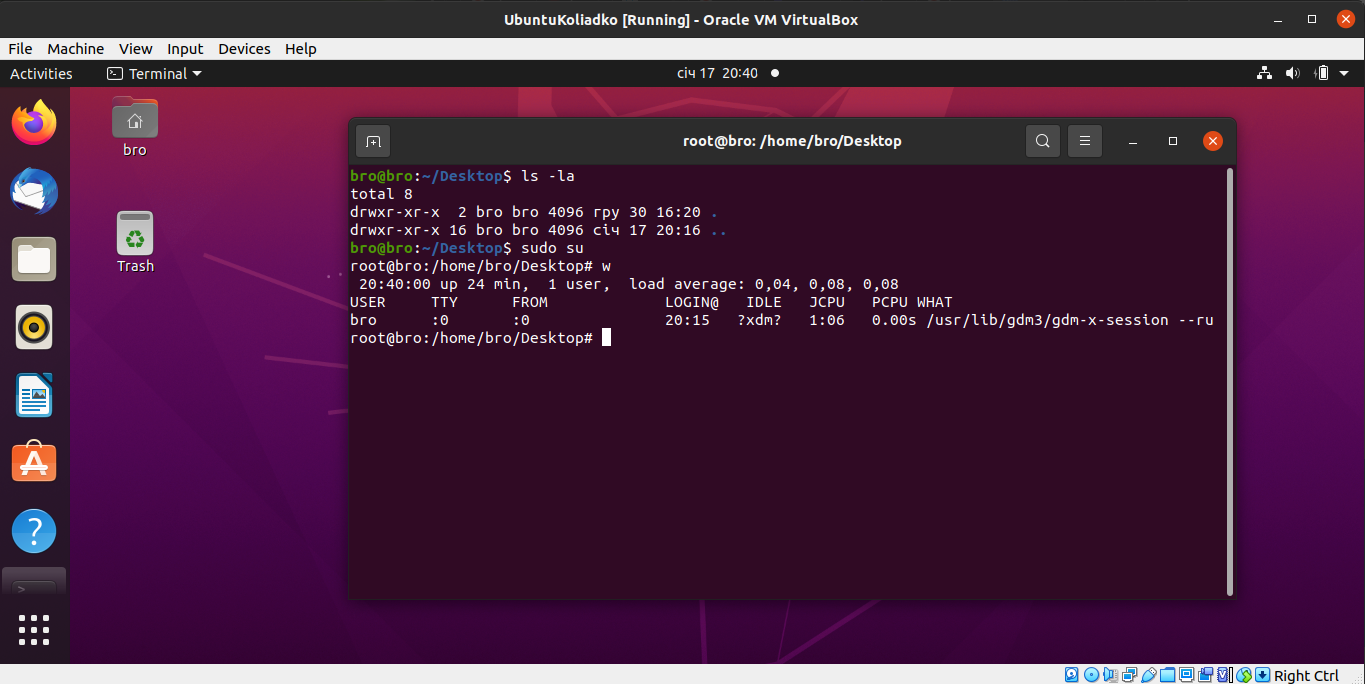 UbuntuKoliadko [Running] - Oracle VM VirtualBox
File Machine View Input Devices Help
Activities Terminal січ 17 20:40
bro
Trash
root@bro: /home/bro/Desktop
bro@bro:~/Desktop$ ls -la
total 8
drwxr-xr-x  2 bro bro 4096 гру 30 16:20 .
drwxr-xr-x 16 bro bro 4096 січ 17 20:16 ..
bro@bro:~/Desktop$ sudo su
root@bro:/home/bro/Desktop# w
 20:40:00 up 24 min,  1 user,  load average: 0,04, 0,08, 0,08
USER     TTY      FROM             LOGIN@   IDLE   JCPU   PCPU WHAT
bro      :0       :0               20:15   ?xdm?   1:06   0.00s /usr/lib/gdm3/gdm-x-session --ru
root@bro:/home/bro/Desktop#
Right Ctrl